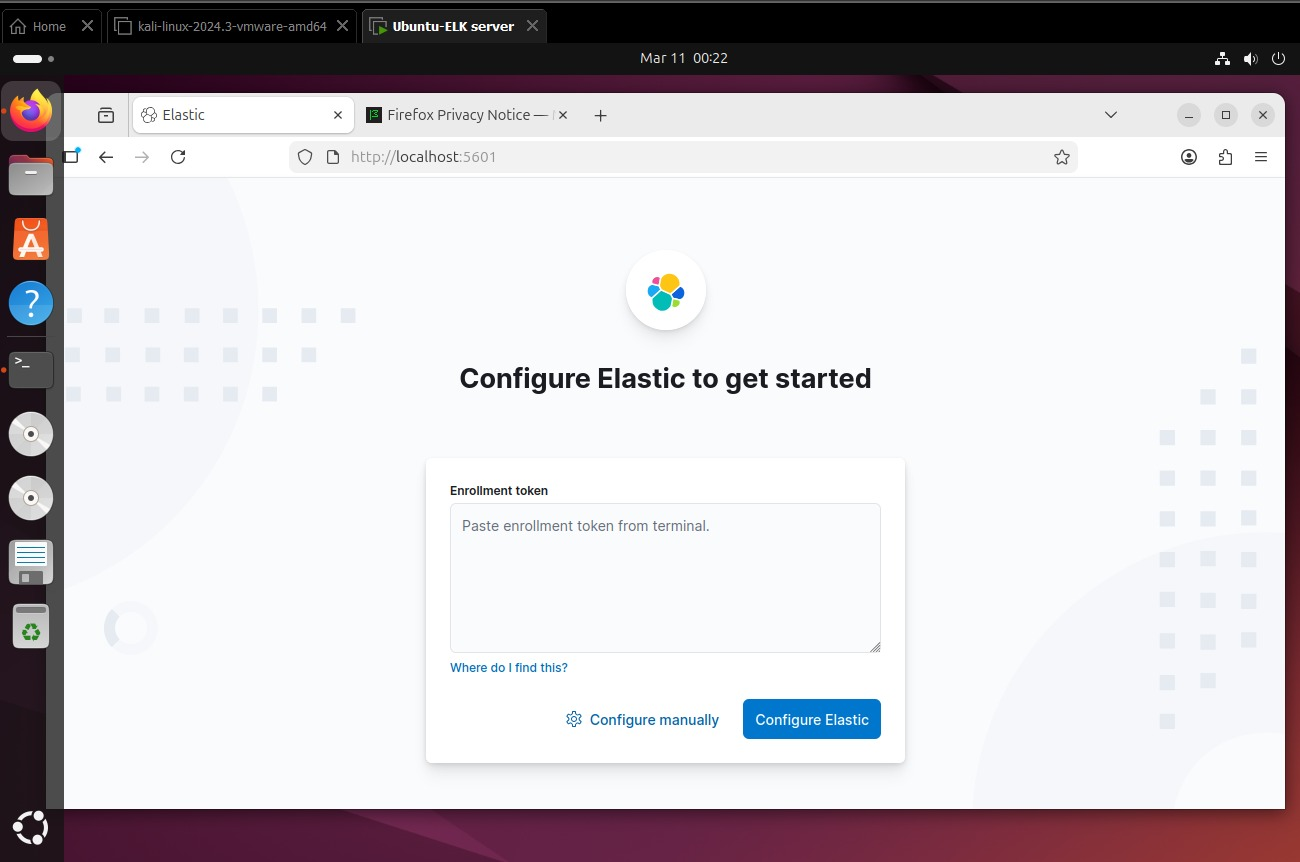 Home
kali-linux-2024.3-vmware-amd64
Ubuntu-ELK server
Mar 11 00:22
Elastic
Firefox Privacy Notice —
http://localhost:5601
Configure Elastic to get started
Enrollment token
Paste enrollment token from terminal.
Where do I find this?
Configure manually
Configure Elastic